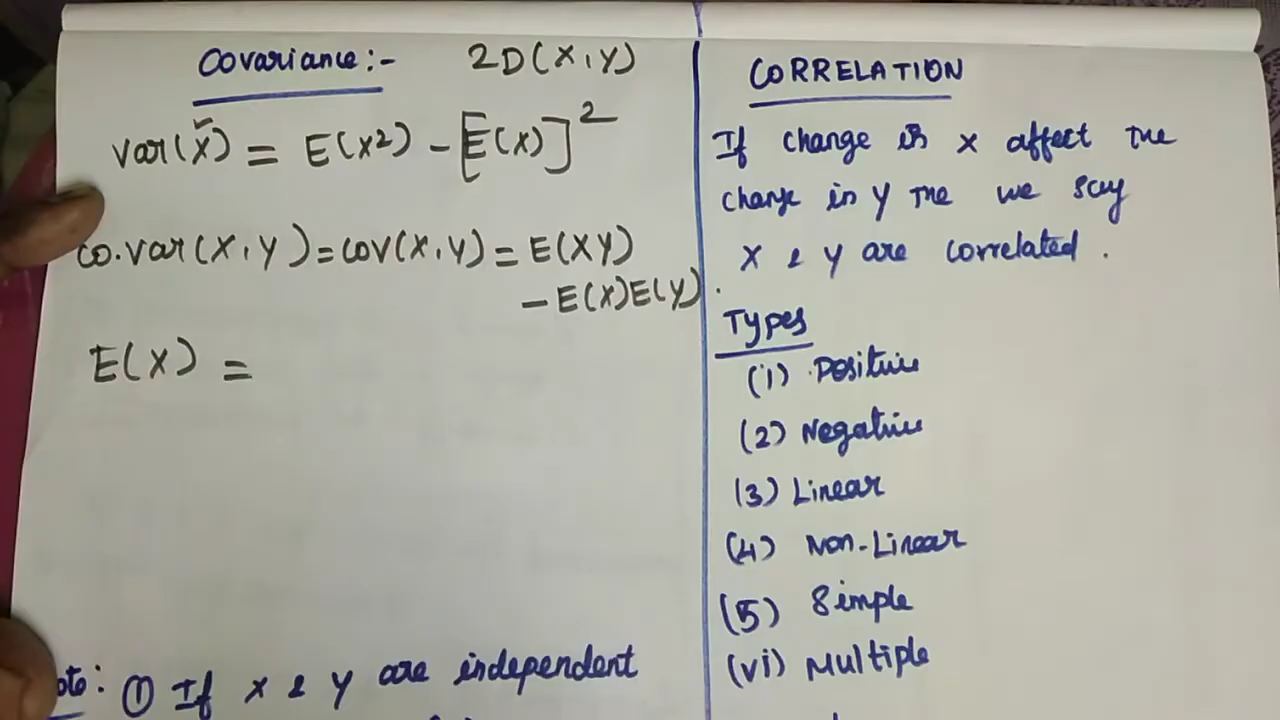 Covariance :- 2D(X,Y)
var(X) = E(X²) - [E(X)]²
co.var(X,Y) = cov(X,Y) = E(XY)
- E(X)E(Y).
E(X) =
Note: ① If X & Y are independent
CORRELATION
If change in X affect the
change in Y the we say
X & Y are correlated.
Types
(1) Positive
(2) Negative
(3) Linear
(4) Non-Linear
(5) Simple
(vi) Multiple